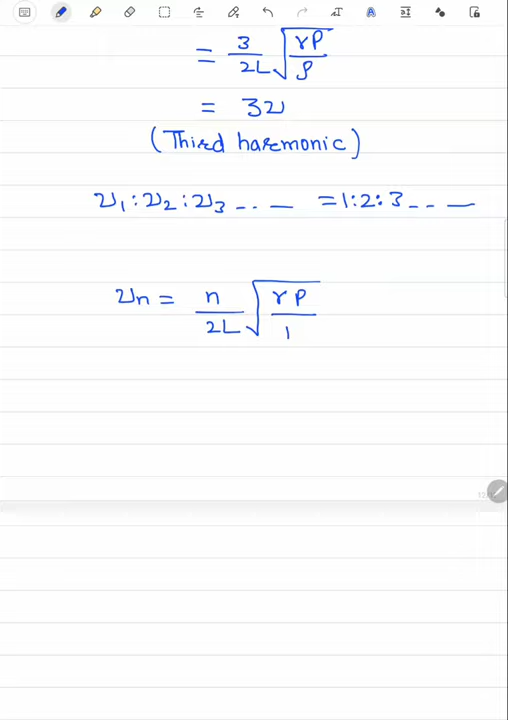 = 3/2L √(γP/ρ)
= 3ν
(Third harmonic)
ν₁ : ν₂ : ν₃ -- — = 1:2:3 -- —
νn = n/2L √(γP/1